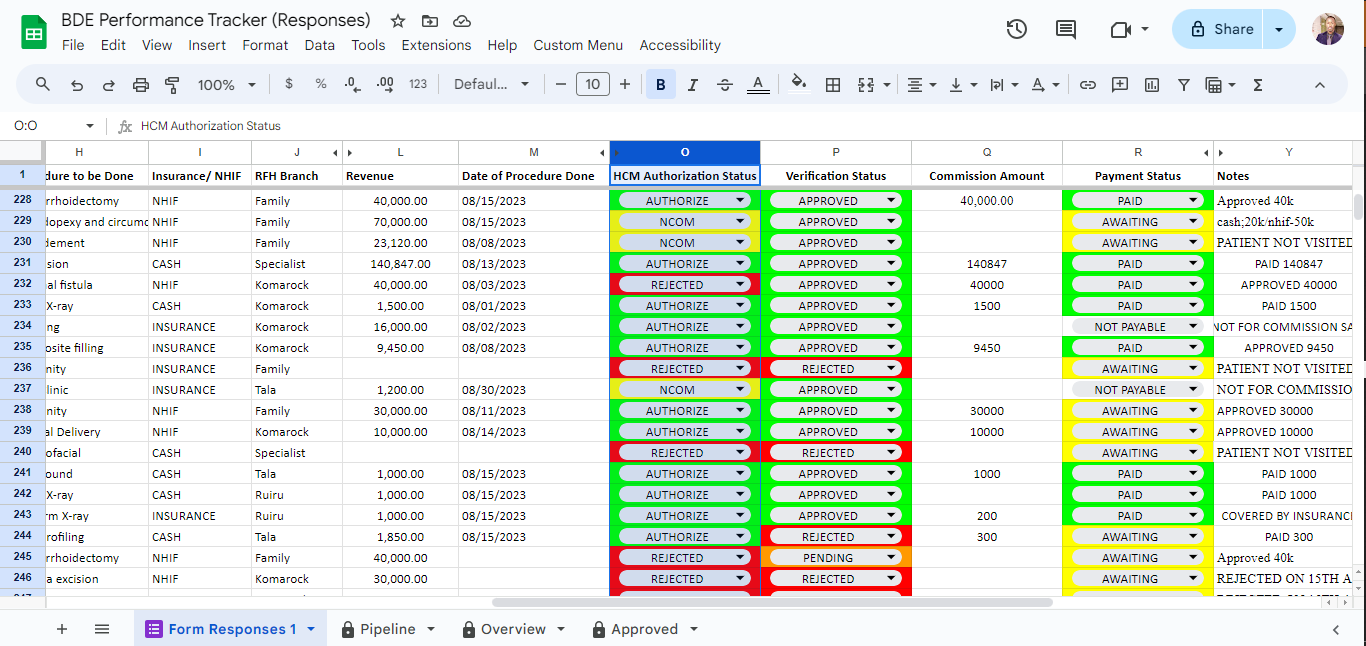 BDE Performance Tracker (Responses)
File Edit View Insert Format Data Tools Extensions Help Custom Menu Accessibility
Share
100% $ % .0 .00 123 Defaul... 10 B I A
O:O fx HCM Authorization Status
H I J L M O P Q R Y
1 dure to be Done Insurance/ NHIF RFH Branch Revenue Date of Procedure Done HCM Authorization Status Verification Status Commission Amount Payment Status Notes
228 rrhoidectomy NHIF Family 40,000.00 08/15/2023 AUTHORIZE APPROVED 40,000.00 PAID Approved 40k
229 dopexy and circumc NHIF Family 70,000.00 08/15/2023 NCOM APPROVED AWAITING cash;20k/nhif-50k
230 dement NHIF Family 23,120.00 08/08/2023 NCOM APPROVED AWAITING PATIENT NOT VISITED
231 sion CASH Specialist 140,847.00 08/13/2023 AUTHORIZE APPROVED 140847 PAID PAID 140847
232 al fistula NHIF Komarock 40,000.00 08/03/2023 REJECTED APPROVED 40000 PAID APPROVED 40000
233 X-ray CASH Komarock 1,500.00 08/01/2023 AUTHORIZE APPROVED 1500 PAID PAID 1500
234 ng INSURANCE Komarock 16,000.00 08/02/2023 AUTHORIZE APPROVED NOT PAYABLE NOT FOR COMMISSION SA
235 osite filling INSURANCE Komarock 9,450.00 08/08/2023 AUTHORIZE APPROVED 9450 PAID APPROVED 9450
236 nity INSURANCE Family REJECTED REJECTED AWAITING PATIENT NOT VISITED
237 linic INSURANCE Tala 1,200.00 08/30/2023 NCOM APPROVED NOT PAYABLE NOT FOR COMMISSIO
238 nity NHIF Family 30,000.00 08/11/2023 AUTHORIZE APPROVED 30000 AWAITING APPROVED 30000
239 al Delivery NHIF Komarock 10,000.00 08/14/2023 AUTHORIZE APPROVED 10000 AWAITING APPROVED 10000
240 ofacial CASH Specialist REJECTED REJECTED AWAITING PATIENT NOT VISITED
241 ound CASH Tala 1,000.00 08/15/2023 AUTHORIZE APPROVED 1000 PAID PAID 1000
242 X-ray CASH Ruiru 1,000.00 08/15/2023 AUTHORIZE APPROVED PAID PAID 1000
243 rm X-ray INSURANCE Ruiru 1,000.00 08/15/2023 AUTHORIZE APPROVED 200 PAID COVERED BY INSURANC
244 rofiling CASH Tala 1,850.00 08/15/2023 AUTHORIZE REJECTED 300 AWAITING PAID 300
245 rrhoidectomy NHIF Family 40,000.00 REJECTED PENDING AWAITING Approved 40k
246 a excision NHIF Komarock 30,000.00 REJECTED REJECTED AWAITING REJECTED ON 15TH A
Form Responses 1 Pipeline Overview Approved